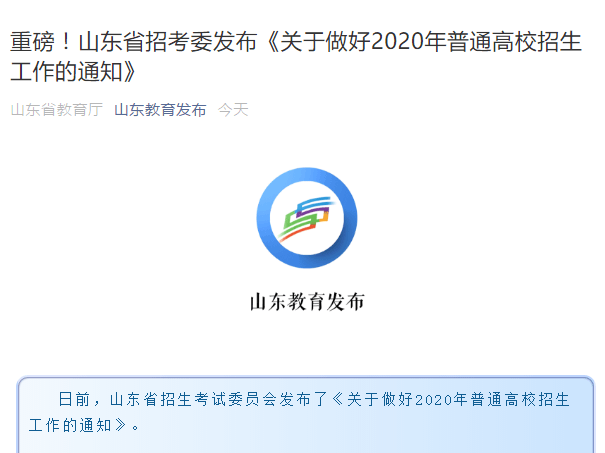 重磅！山东省招考委发布《关于做好2020年普通高校招生
工作的通知》
山东省教育厅 山东教育发布 今天
山东教育发布
日前，山东省招生考试委员会发布了《关于做好2020年普通高校招生
工作的通知》。